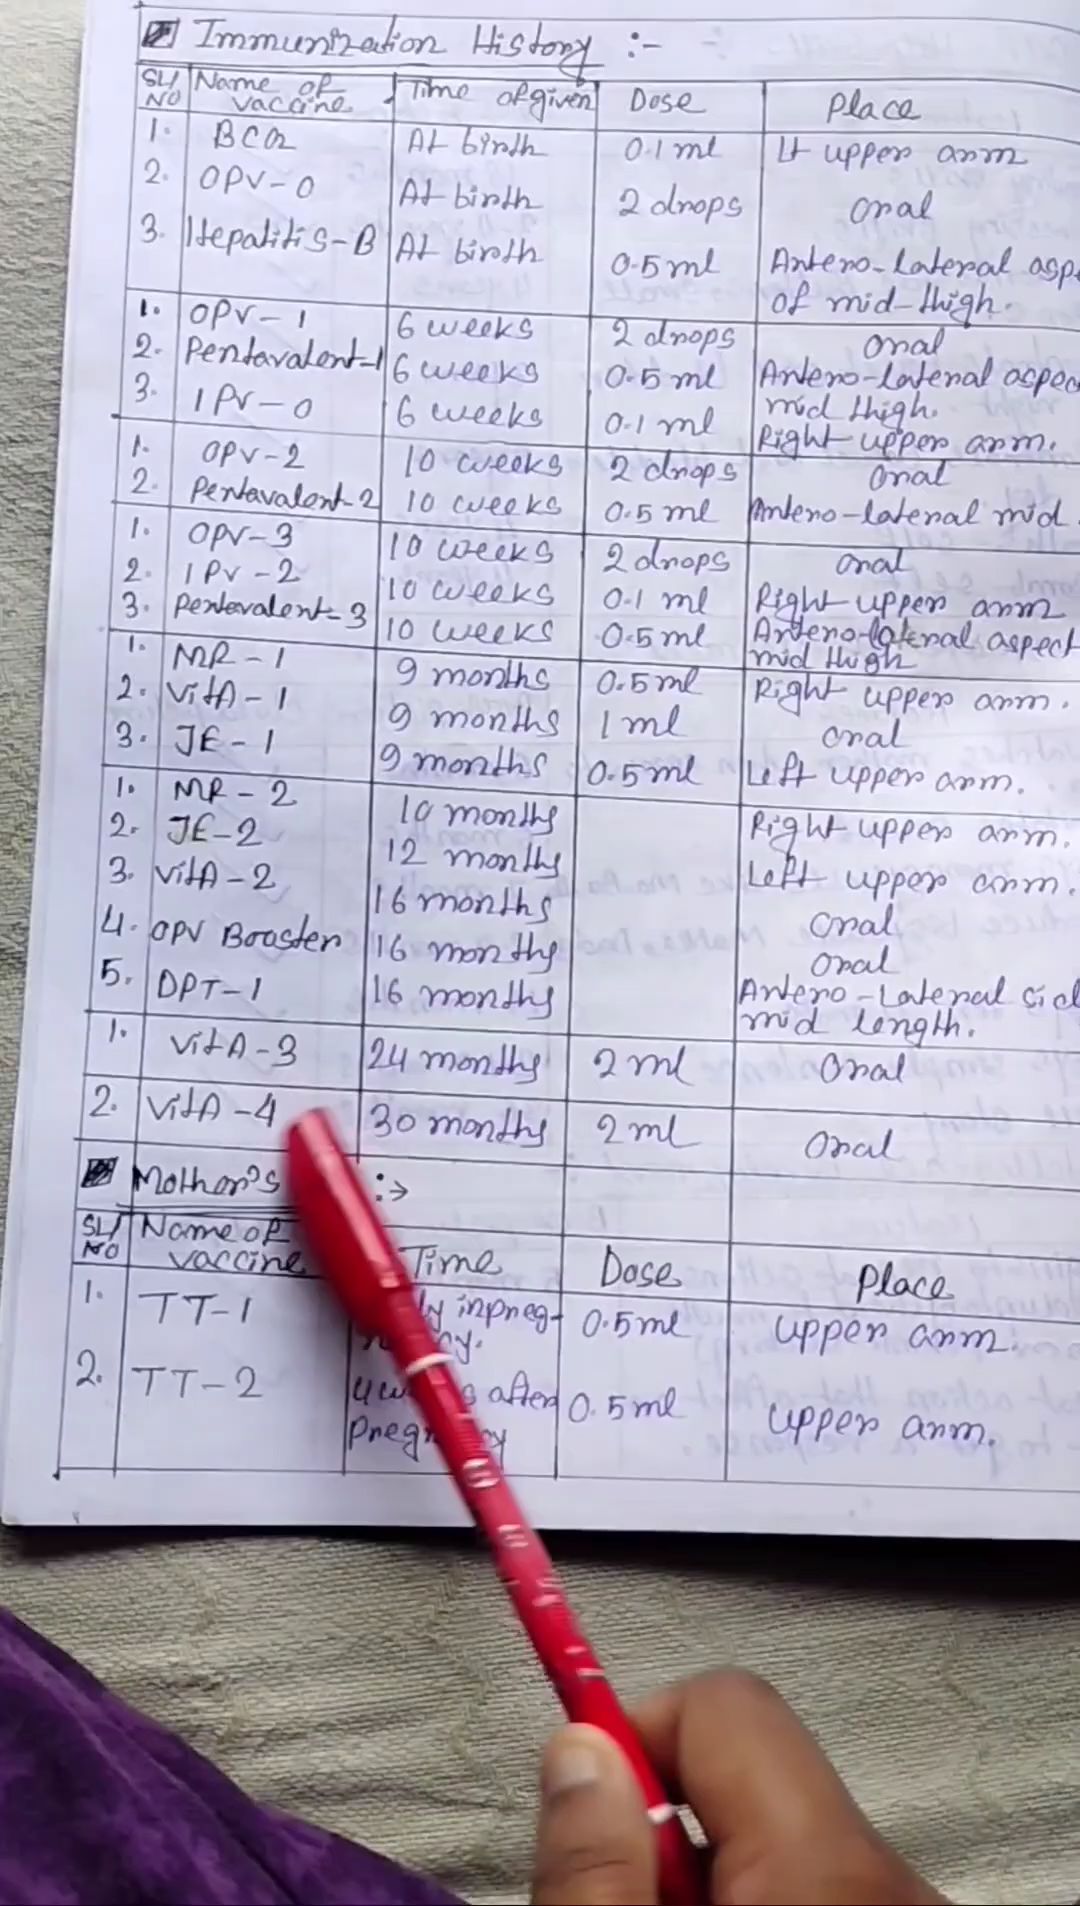 Immunization History :-
SL/ NO Name of vaccine Time of given Dose Place
1. BCG At birth 0.1 ml Lt upper arm
2. OPV-0 At birth 2 drops Oral
3. Hepatitis-B At birth 0.5 ml Antero-lateral
of mid-thigh.
1. OPV-1 6 weeks 2 drops Oral
2. Pentavalent-1 6 weeks 0.5 ml Antero-lateral
mid thigh.
3. IPV-0 6 weeks 0.1 ml Right upper arm.
1. OPV-2 10 weeks 2 drops Oral
2. Pentavalent-2 10 weeks 0.5 ml Antero-lateral mid
1. OPV-3 10 weeks 2 drops Oral
2. IPV-2 10 weeks 0.1 ml Right upper arm
3. Pentavalent-3 10 weeks 0.5 ml Antero-lateral aspect
mid thigh
1. MR-1 9 months 0.5 ml Right upper arm.
2. VitA-1 9 months 1 ml Oral
3. JE-1 9 months 0.5 ml Left upper arm.
1. MR-2 10 months Right upper arm.
2. JE-2 12 months Left upper arm.
3. VitA-2 16 months Oral
4. OPV Booster 16 months Oral
5. DPT-1 16 months Antero-Lateral
mid length.
1. VitA-3 24 months 2 ml Oral
2. VitA-4 30 months 2 ml Oral
Mother's :→
SL/ NO Name of vaccine Time Dose Place
1. TT-1 in preg- 0.5 ml Upper arm.
2. TT-2 after 0.5 ml Upper arm.